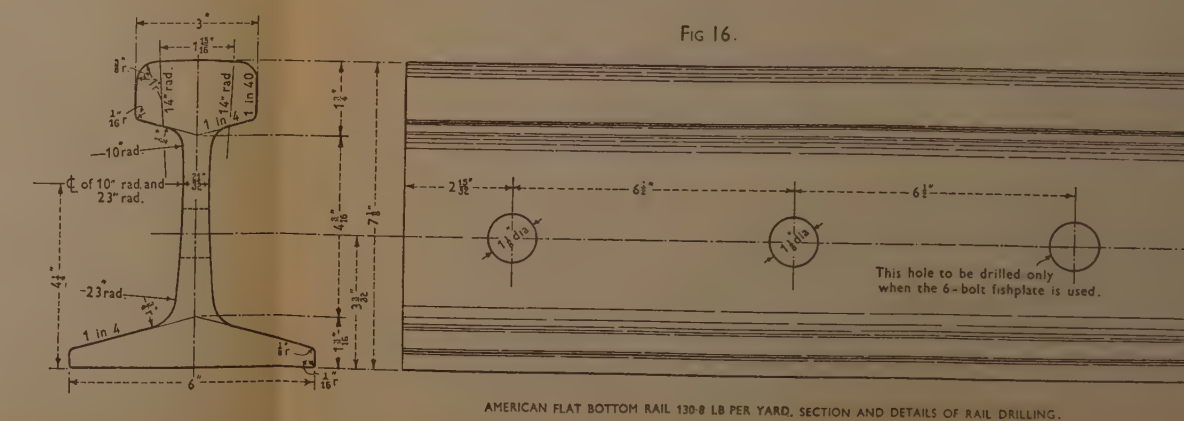 FIG 16.
3"
1 15/16"
3/8" r.
14" rad.
14" rad
1 in 40
1/16" r
1 in 4
1 3/4"
10" rad.
℄ of 10" rad. and
23" rad.
4 3/16"
7 1/8"
2 15/32"
6 1/2"
6 1/2"
1 1/8" dia
1 1/8" dia
This hole to be drilled only
when the 6-bolt fishplate is used.
23" rad.
3 3/32"
1 in 4
1 3/16"
1/8" r
6"
1/16" r
AMERICAN FLAT BOTTOM RAIL 130·8 LB PER YARD. SECTION AND DETAILS OF RAIL DRILLING.